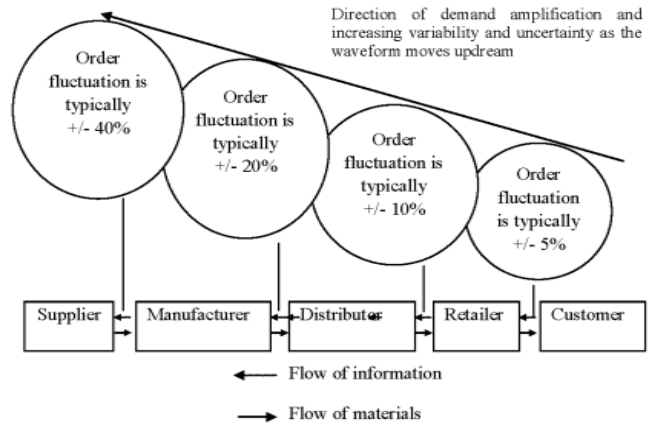 Direction of demand amplification and
increasing variability and uncertainty as the
waveform moves updream
Order
fluctuation is
typically
+/- 40%
Order
fluctuation is
typically
+/- 20%
Order
fluctuation is
typically
+/- 10%
Order
fluctuation
is typically
+/- 5%
Supplier
Manufacturer
Distributor
Retailer
Customer
Flow of information
Flow of materials